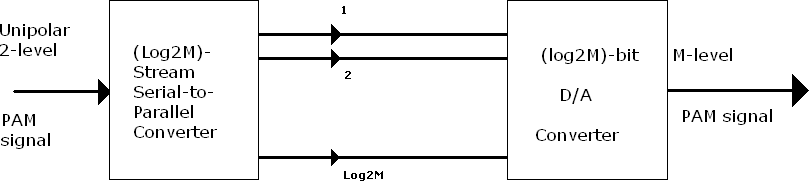 Unipolar
2-level
PAM
signal
(Log2M)-
Stream
Serial-to-
Parallel
Converter
1
2
Log2M
(log2M)-bit
D/A
Converter
M-level
PAM signal